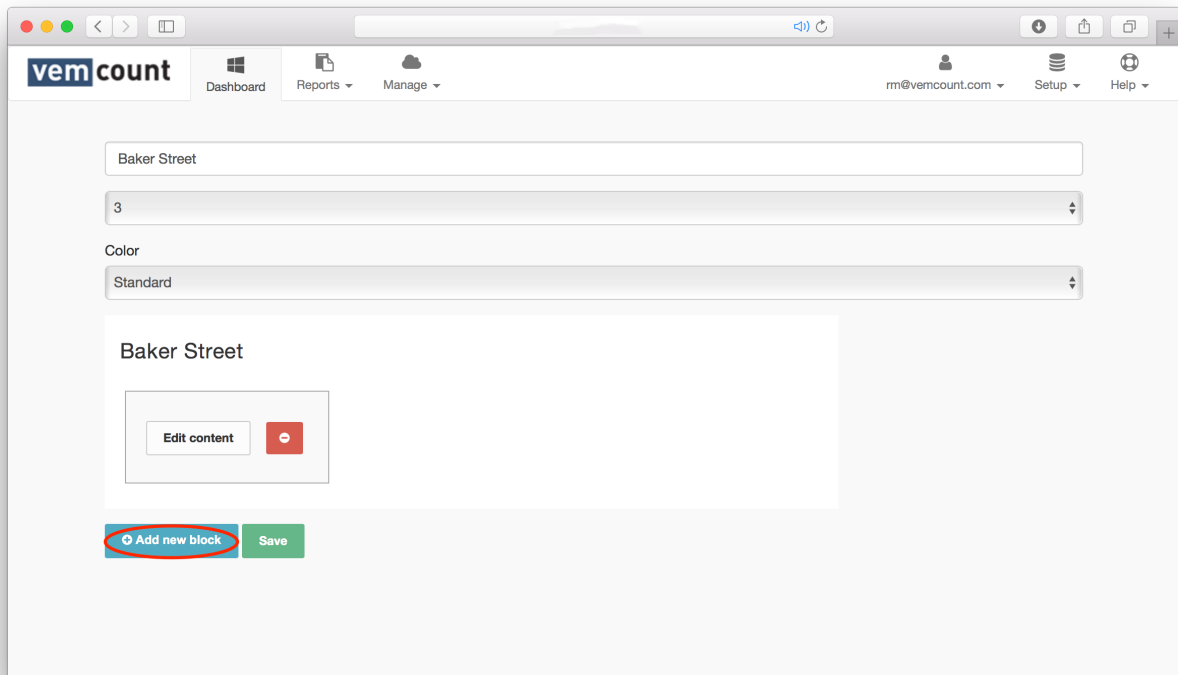 vemcount
Dashboard
Reports
Manage
rm@vemcount.com
Setup
Help
Baker Street
3
Color
Standard
Baker Street
Edit content
Add new block
Save